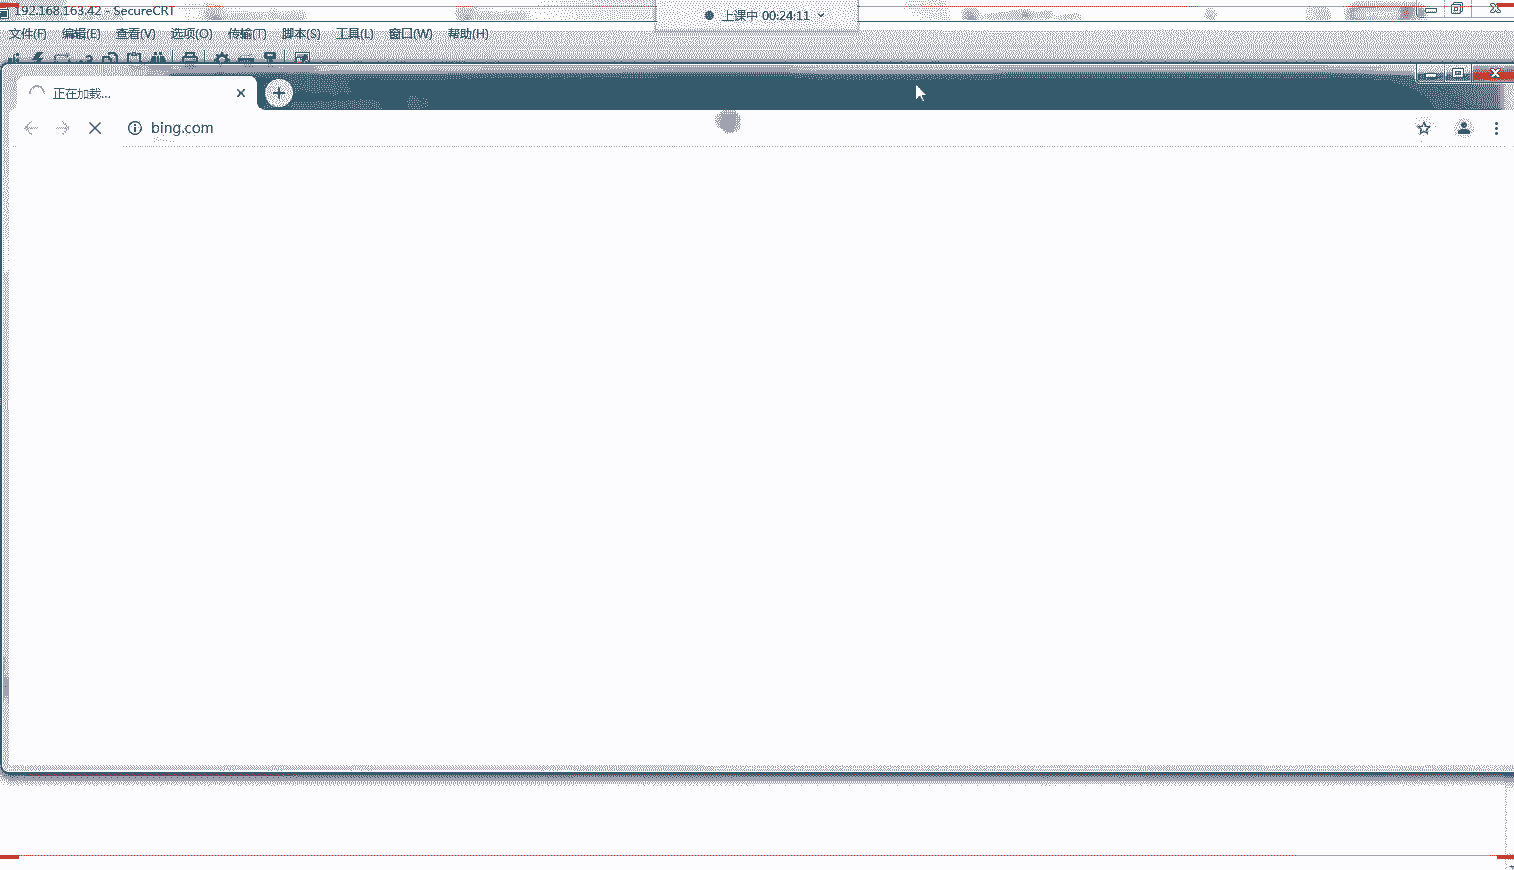 192.168.163.42 - SecureCRT
上课中 00:24:11
文件(F) 编辑(E) 查看(V) 选项(O) 传输(T) 脚本(S) 工具(L) 窗口(W) 帮助(H)
正在加载...
bing.com